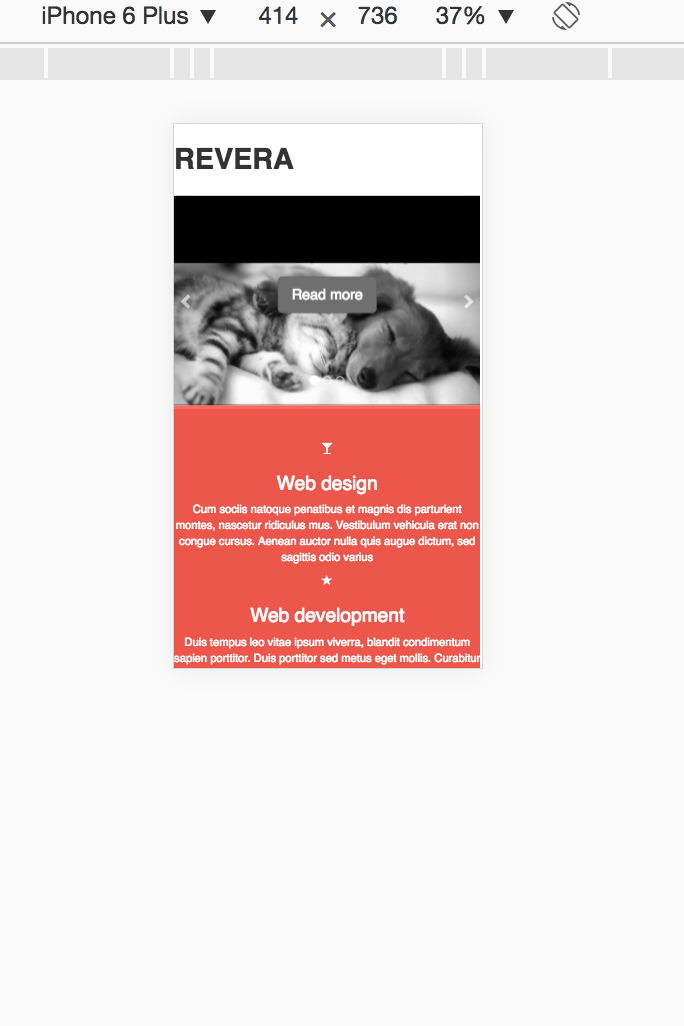 iPhone 6 Plus ▼ 414 × 736 37% ▼
REVERA
Read more
Web design
Cum sociis natoque penatibus et magnis dis parturient
montes, nascetur ridiculus mus. Vestibulum vehicula erat non
congue cursus. Aenean auctor nulla quis augue dictum, sed
sagittis odio varius
Web development
Duis tempus leo vitae ipsum viverra, blandit condimentum
sapien porttitor. Duis porttitor sed metus eget mollis. Curabitur